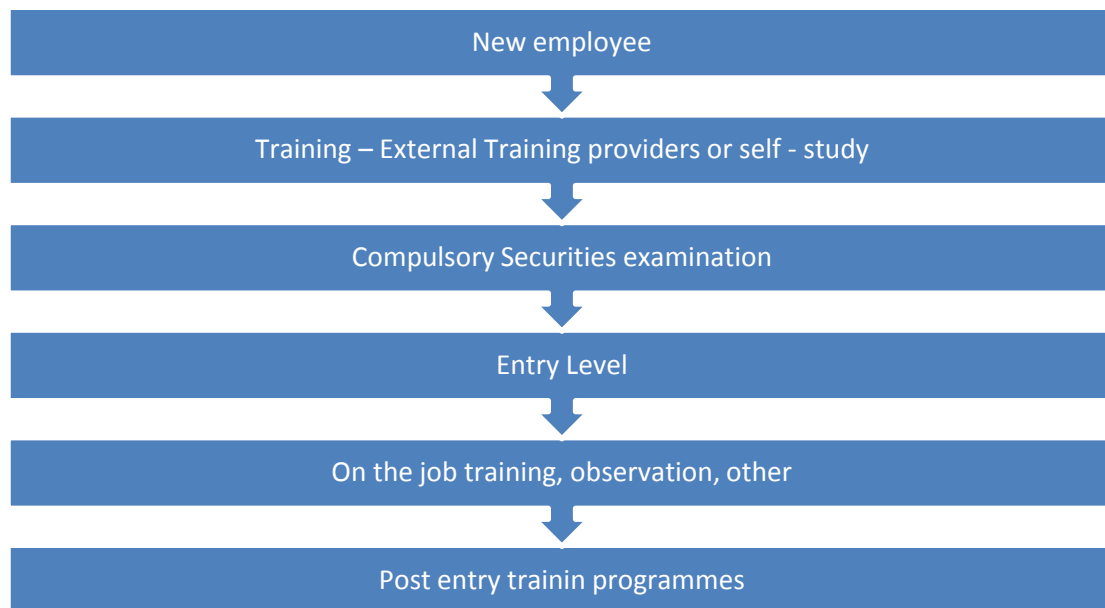 New employee
Training – External Training providers or self - study
Compulsory Securities examination
Entry Level
On the job training, observation, other
Post entry trainin programmes